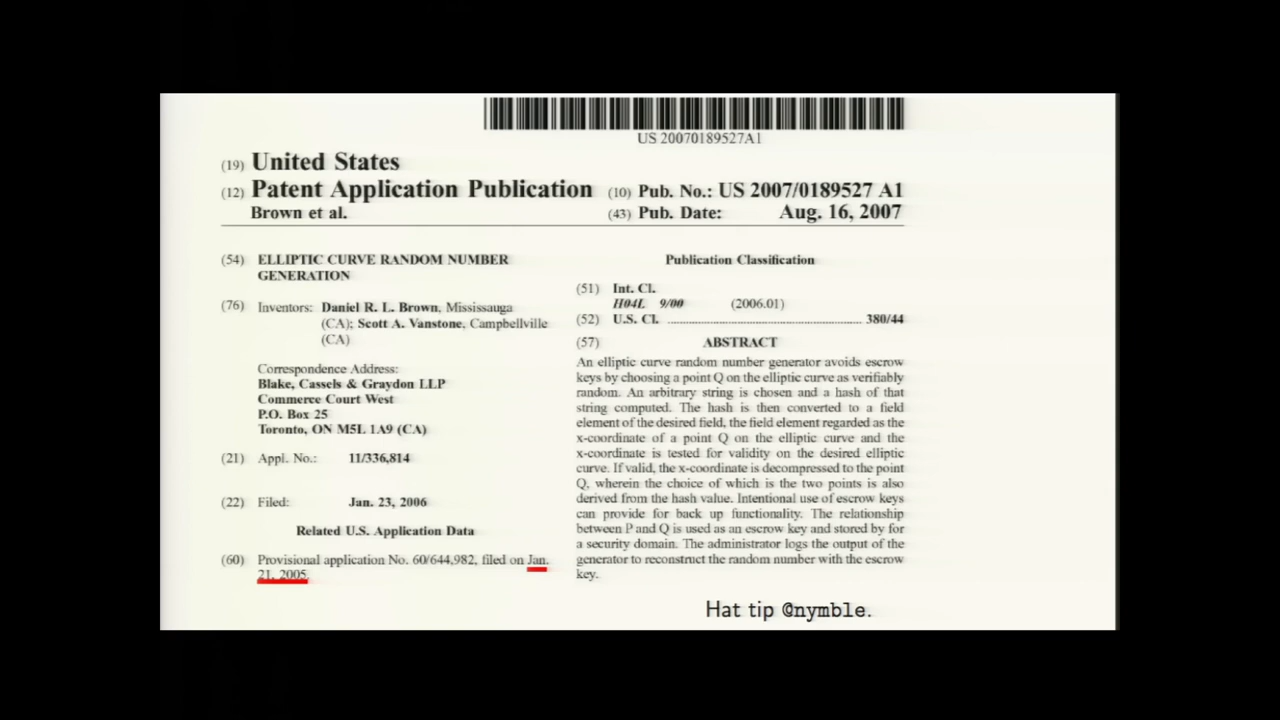 US 20070189527A1
(19) United States
(12) Patent Application Publication
Brown et al.
(10) Pub. No.: US 2007/0189527 A1
(43) Pub. Date: Aug. 16, 2007
(54) ELLIPTIC CURVE RANDOM NUMBER
GENERATION
(76) Inventors: Daniel R. L. Brown, Mississauga
(CA); Scott A. Vanstone, Campbellville
(CA)
Correspondence Address:
Blake, Cassels & Graydon LLP
Commerce Court West
P.O. Box 25
Toronto, ON M5L 1A9 (CA)
(21) Appl. No.: 11/336,814
(22) Filed: Jan. 23, 2006
Related U.S. Application Data
(60) Provisional application No. 60/644,982, filed on Jan.
21, 2005.
Publication Classification
(51) Int. Cl.
H04L 9/00 (2006.01)
(52) U.S. Cl. .............................................................. 380/44
(57) ABSTRACT
An elliptic curve random number generator avoids escrow
keys by choosing a point Q on the elliptic curve as verifiably
random. An arbitrary string is chosen and a hash of that
string computed. The hash is then converted to a field
element of the desired field, the field element regarded as the
x-coordinate of a point Q on the elliptic curve and the
x-coordinate is tested for validity on the desired elliptic
curve. If valid, the x-coordinate is decompressed to the point
Q, wherein the choice of which is the two points is also
derived from the hash value. Intentional use of escrow keys
can provide for back up functionality. The relationship
between P and Q is used as an escrow key and stored by for
a security domain. The administrator logs the output of the
generator to reconstruct the random number with the escrow
key.
Hat tip @nymble.